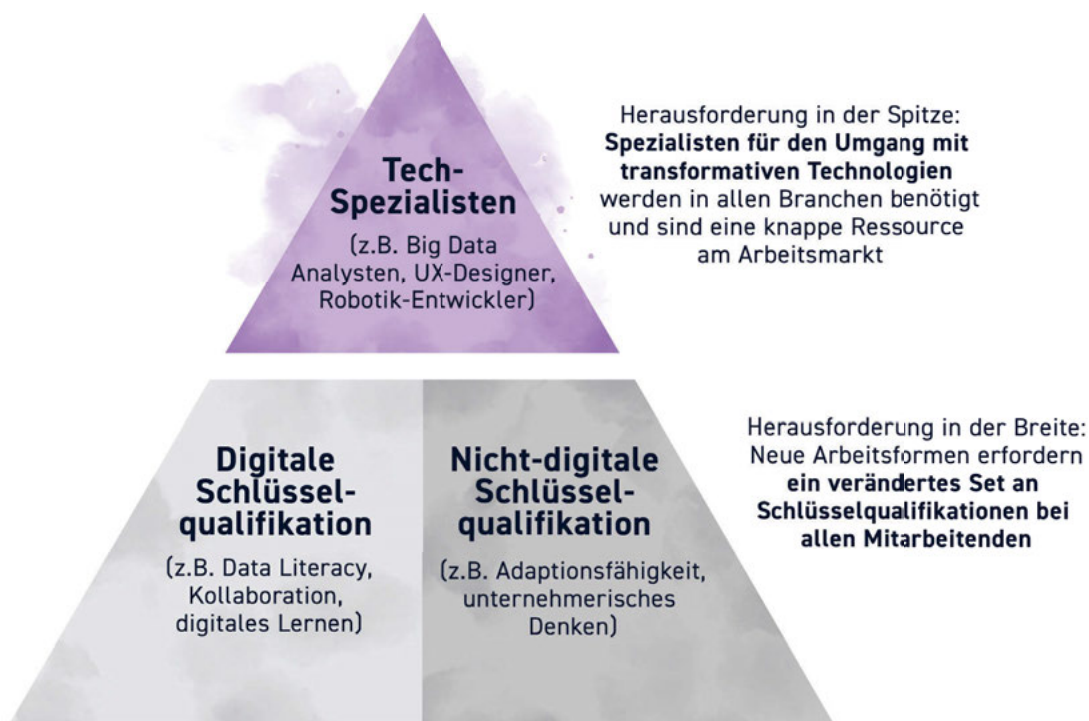 Tech-
Spezialisten
(z.B. Big Data
Analysten, UX-Designer,
Robotik-Entwickler)
Herausforderung in der Spitze:
Spezialisten für den Umgang mit
transformativen Technologien
werden in allen Branchen benötigt
und sind eine knappe Ressource
am Arbeitsmarkt
Digitale
Schlüssel-
qualifikation
(z.B. Data Literacy,
Kollaboration,
digitales Lernen)
Nicht-digitale
Schlüssel-
qualifikation
(z.B. Adaptionsfähigkeit,
unternehmerisches
Denken)
Herausforderung in der Breite:
Neue Arbeitsformen erfordern
ein verändertes Set an
Schlüsselqualifikationen bei
allen Mitarbeitenden